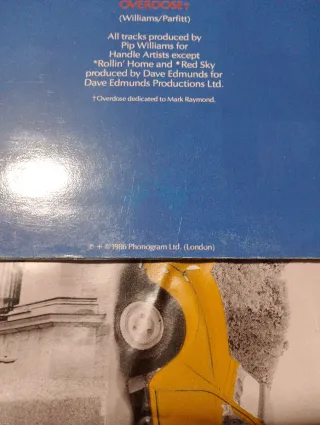 OVERDOSE†
(Williams/Parfitt)
All tracks produced by
Pip Williams for
Handle Artists except
*Rollin' Home and *Red Sky
produced by Dave Edmunds for
Dave Edmunds Productions Ltd.
†Overdose dedicated to Mark Raymond.
℗ + © 1986 Phonogram Ltd. (London)